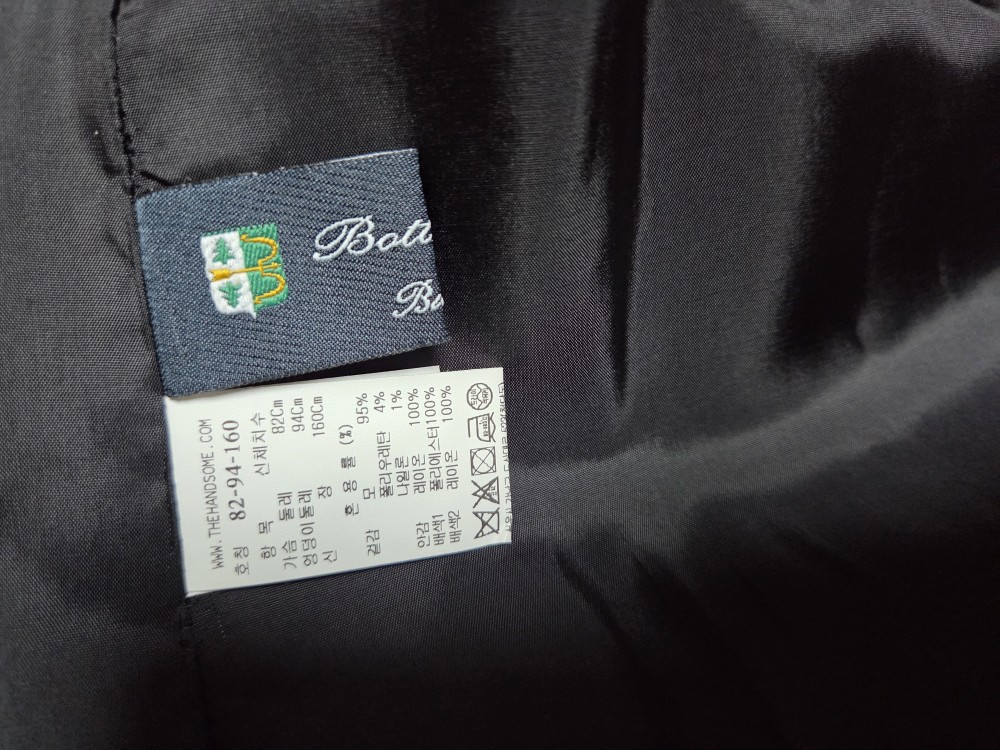 Bott
Bu
WWW.THEHANDSOME.COM
호칭 82-94-160
항 목 신체치수
가슴 둘레 82Cm
엉덩이둘레 94Cm
신 장 160Cm
혼 용 률 (%)
겉감 모 95%
폴리우레탄 4%
나일론 1%
안감 레이온 100%
배색1 폴리에스터100%
배색2 레이온 100%